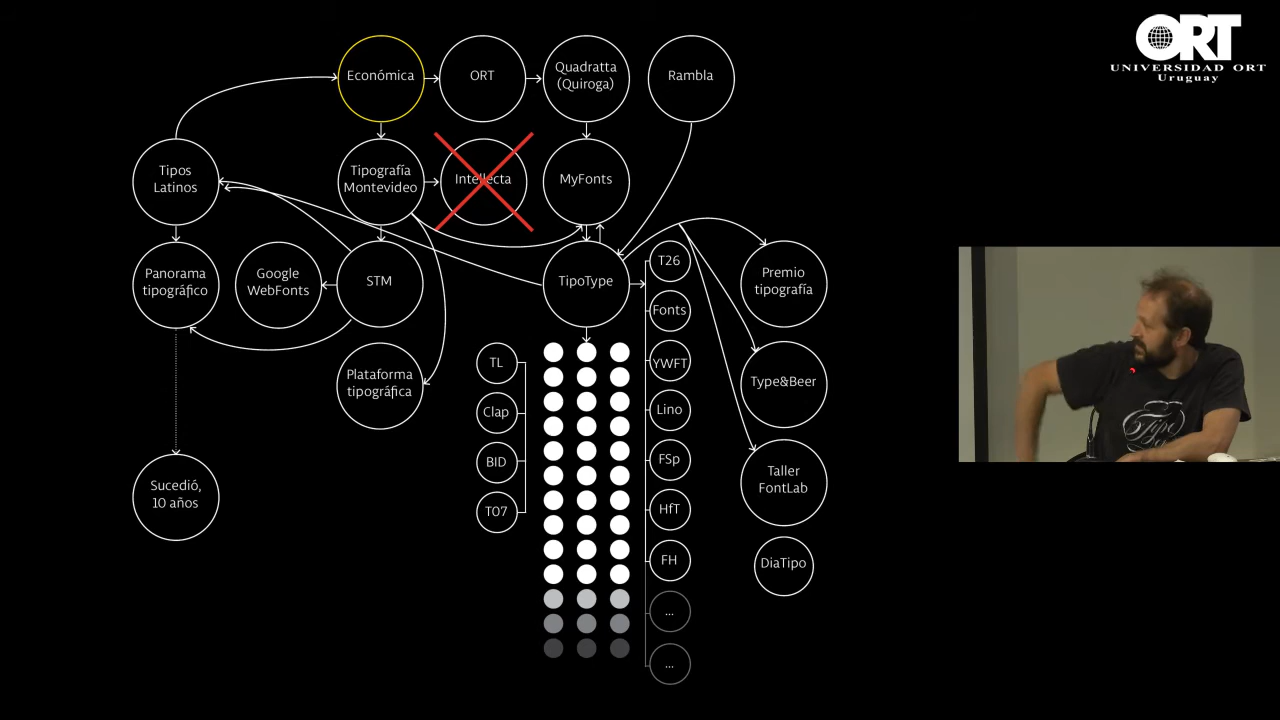 ORT
UNIVERSIDAD ORT
Uruguay
Económica
ORT
Quadratta
(Quiroga)
Rambla
Tipos
Latinos
Tipografía
Montevideo
Intellecta
MyFonts
Panorama
tipográfico
Google
WebFonts
STM
TipoType
T26
Premio
tipografía
Fonts
TL
YWFT
Plataforma
tipográfica
Type&Beer
Clap
Lino
BID
FSp
Sucedió,
10 años
Taller
FontLab
T07
HfT
FH
DiaTipo
...
...